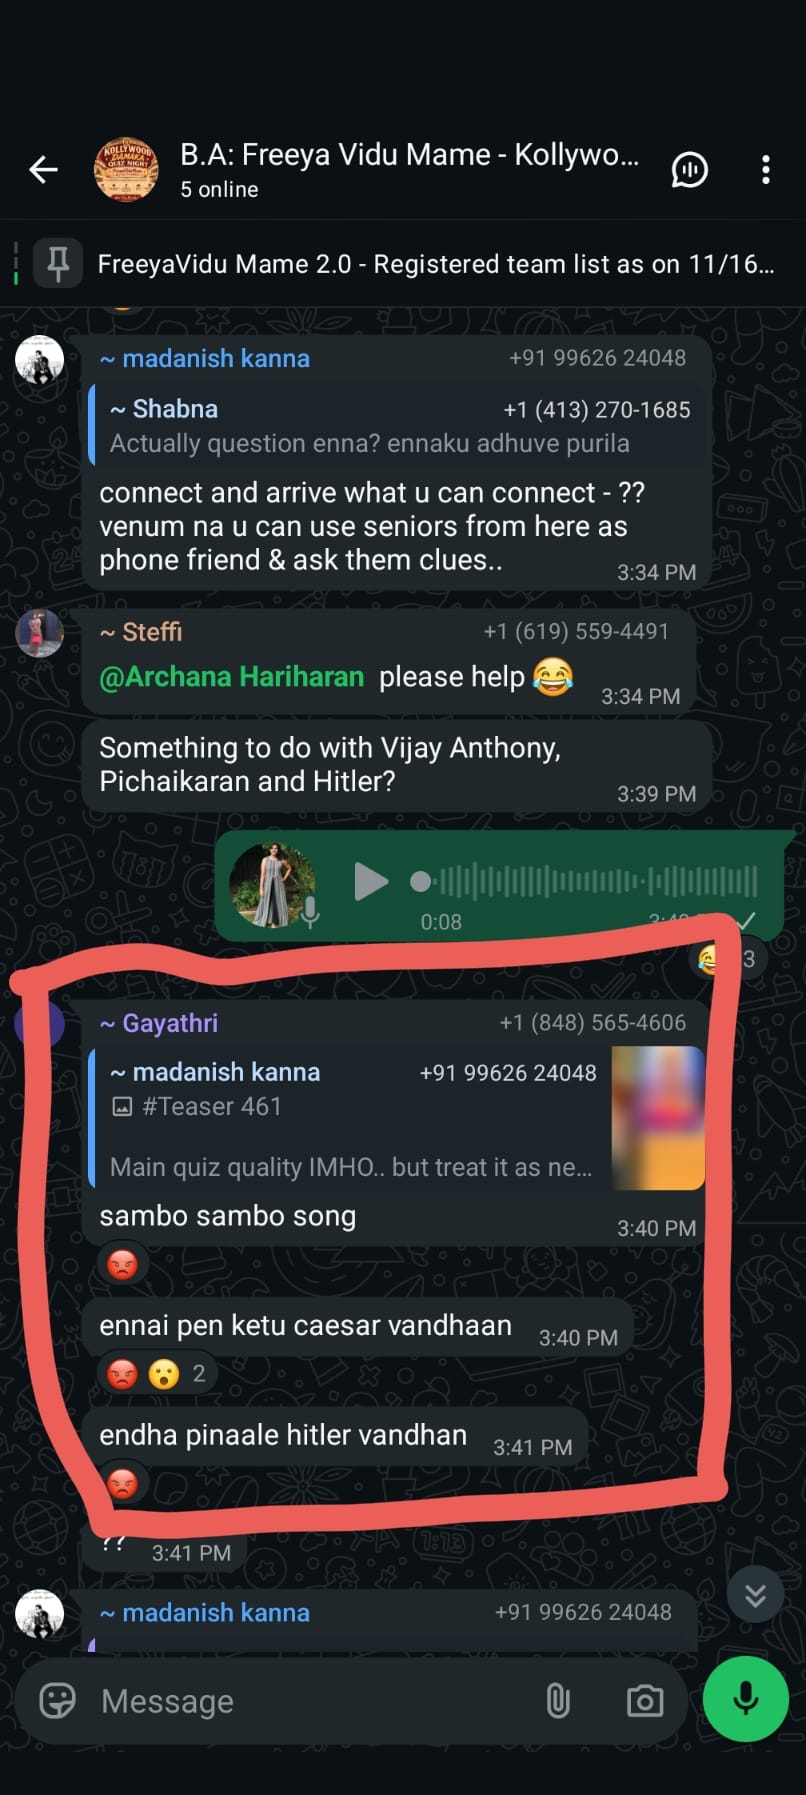 B.A: Freeya Vidu Mame - Kollywo...
5 online
FreeyaVidu Mame 2.0 - Registered team list as on 11/16...
~ madanish kanna +91 99626 24048
~ Shabna +1 (413) 270-1685
Actually question enna? ennaku adhuve purila
connect and arrive what u can connect - ??
venum na u can use seniors from here as
phone friend & ask them clues..
3:34 PM
~ Steffi +1 (619) 559-4491
@Archana Hariharan please help 😂
3:34 PM
Something to do with Vijay Anthony,
Pichaikaran and Hitler?
3:39 PM
0:08
😂 3
~ Gayathri +1 (848) 565-4606
~ madanish kanna +91 99626 24048
#Teaser 461
Main quiz quality IMHO.. but treat it as ne...
sambo sambo song
3:40 PM
😡
ennai pen ketu caesar vandhaan 3:40 PM
😡 😮 2
endha pinaale hitler vandhan 3:41 PM
😡
?? 3:41 PM
~ madanish kanna +91 99626 24048
Message